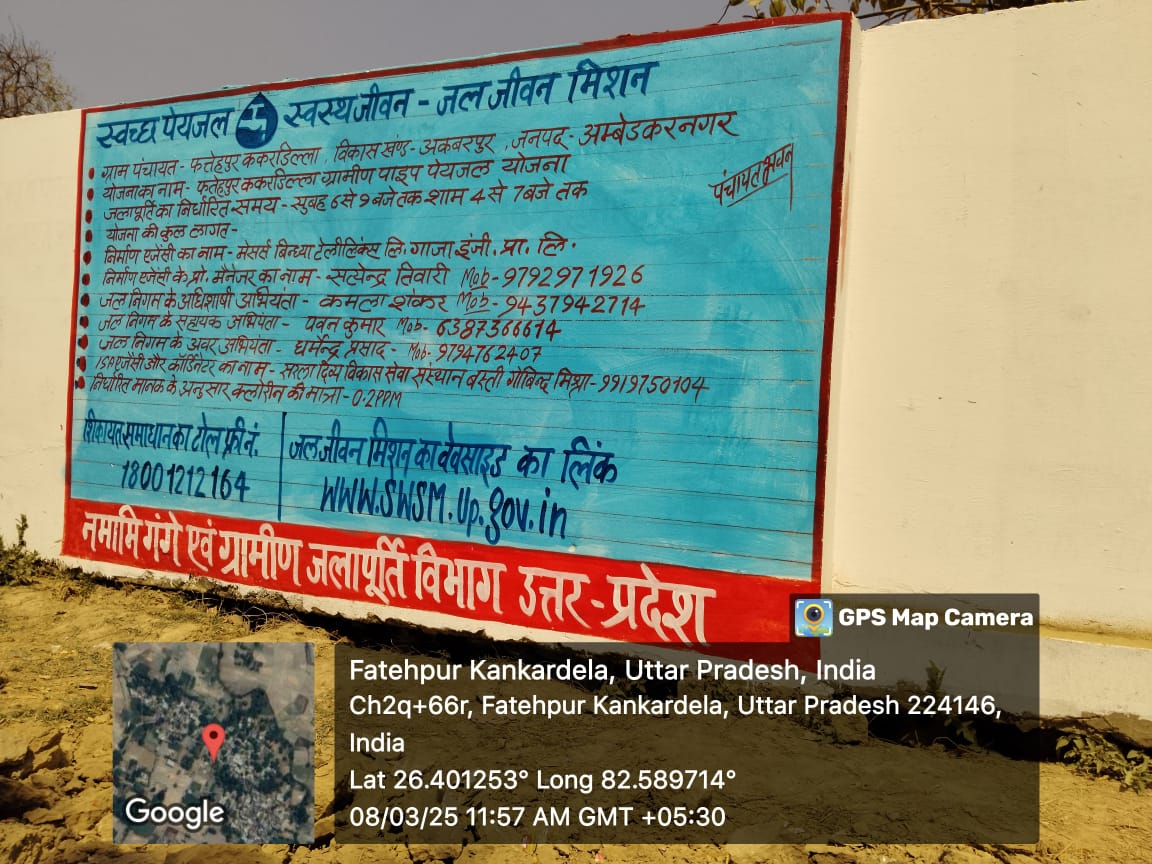 स्वच्छ पेयजल स्वस्थ जीवन - जल जीवन मिशन
ग्राम पंचायत - फत्तेहपुर ककरडिल्ला , विकास खण्ड - अकबरपुर , जनपद - अम्बेडकरनगर
योजना का नाम - फतेहपुर ककरडिल्ला ग्रामीण पाइप पेयजल योजना
पंचायत भवन
जलापूर्ति का निर्धारित समय - सुबह 6 से 9 बजे तक शाम 4 से 7 बजे तक
योजना की कुल लागत -
निर्माण एजेंसी का नाम - मेसर्स बिन्ध्या टेलीलिंक्स लि. गाजा इंजी. प्रा. लि.
निर्माण एजेंसी के प्रो. मैनेजर का नाम - सत्येन्द्र तिवारी Mob - 9792971926
जल निगम के अधिशाषी अभियंता - कमला शंकर Mob - 9437942714
जल निगम के सहायक अभियंता - पवन कुमार Mob - 6387366614
जल निगम के अवर अभियंता - धर्मेन्द्र प्रसाद - Mob - 9794762407
ISA एजेंसी और कॉर्डिनेटर का नाम - सरला दिव्य विकास सेवा संस्थान बस्ती गोबिन्द मिश्रा - 9919750104
निर्धारित मानक के अनुसार क्लोरिन की मात्रा - 0.2PPM
शिकायत समाधान का टोल फ्री नं.
18001212164
जल जीवन मिशन का वेवसाइड का लिंक
WWW.SWSM.Up.gov.in
नमामि गंगे एवं ग्रामीण जलापूर्ति विभाग उत्तर - प्रदेश
GPS Map Camera
Fatehpur Kankardela, Uttar Pradesh, India
Ch2q+66r, Fatehpur Kankardela, Uttar Pradesh 224146,
India
Lat 26.401253° Long 82.589714°
08/03/25 11:57 AM GMT +05:30
Google